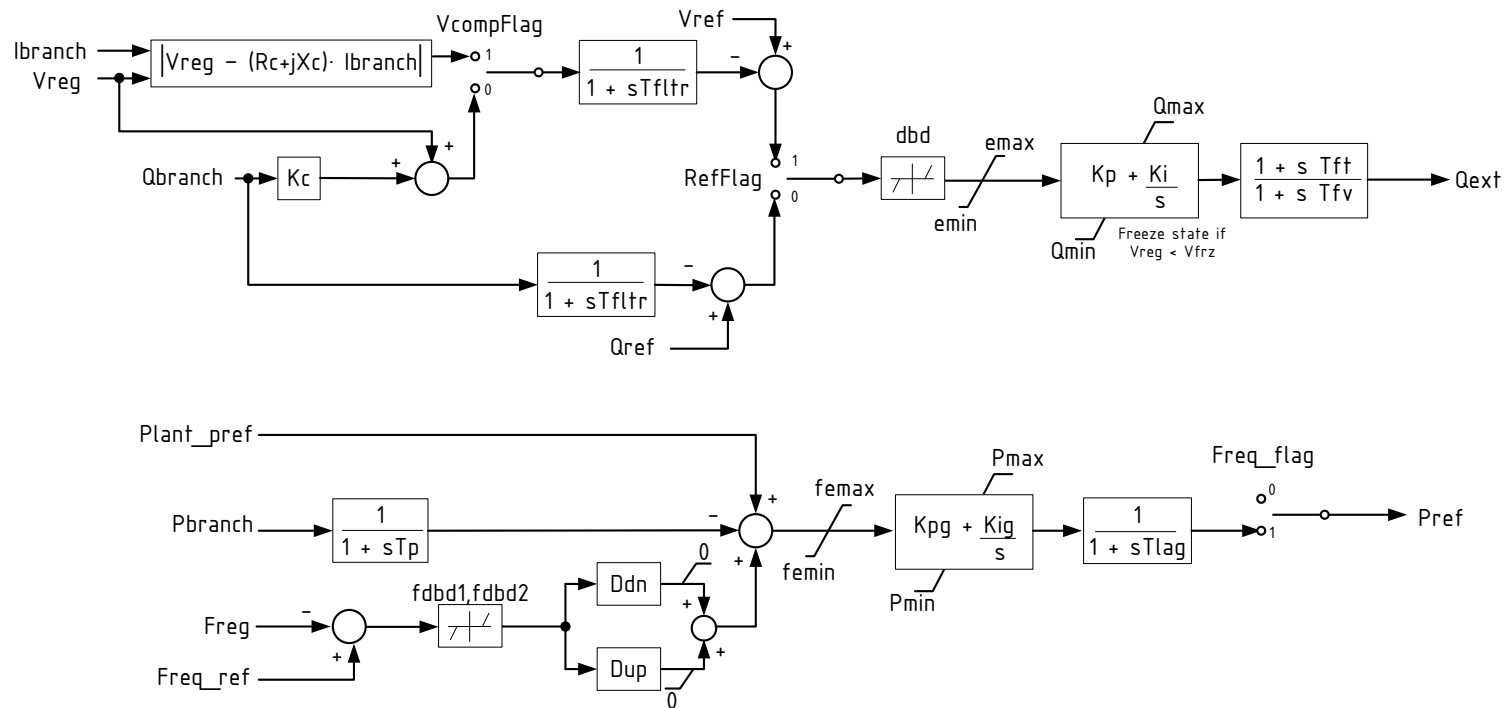 VcompFlag
Vref
Ibranch
Vreg
|Vreg - (Rc+jXc)· Ibranch|
1
0
1
1 + sTfltr
-
+
+
+
Qbranch
Kc
+
RefFlag
1
0
dbd
emax
emin
Qmax
Kp + Ki
s
Qmin
Freeze state if
Vreg < Vfrz
1 + s Tft
1 + s Tfv
Qext
1
1 + sTfltr
-
+
Qref
Plant_pref
Pbranch
1
1 + sTp
-
+
+
femax
femin
Pmax
Kpg + Kig
s
Pmin
1
1 + sTlag
Freq_flag
0
1
Pref
Freg
-
+
Freq_ref
fdbd1,fdbd2
Ddn
0
+
Dup
0
+